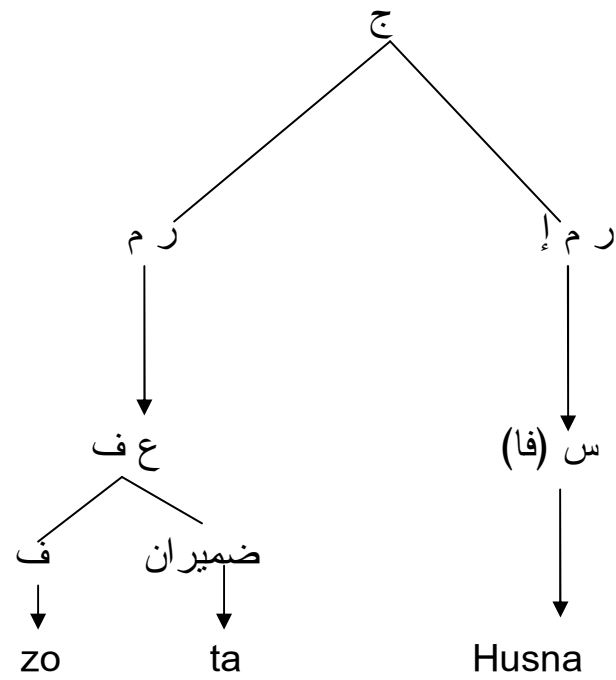 ج
ر م إ ر م
س (فا) ع ف
ضميران ف
Husna ta zo